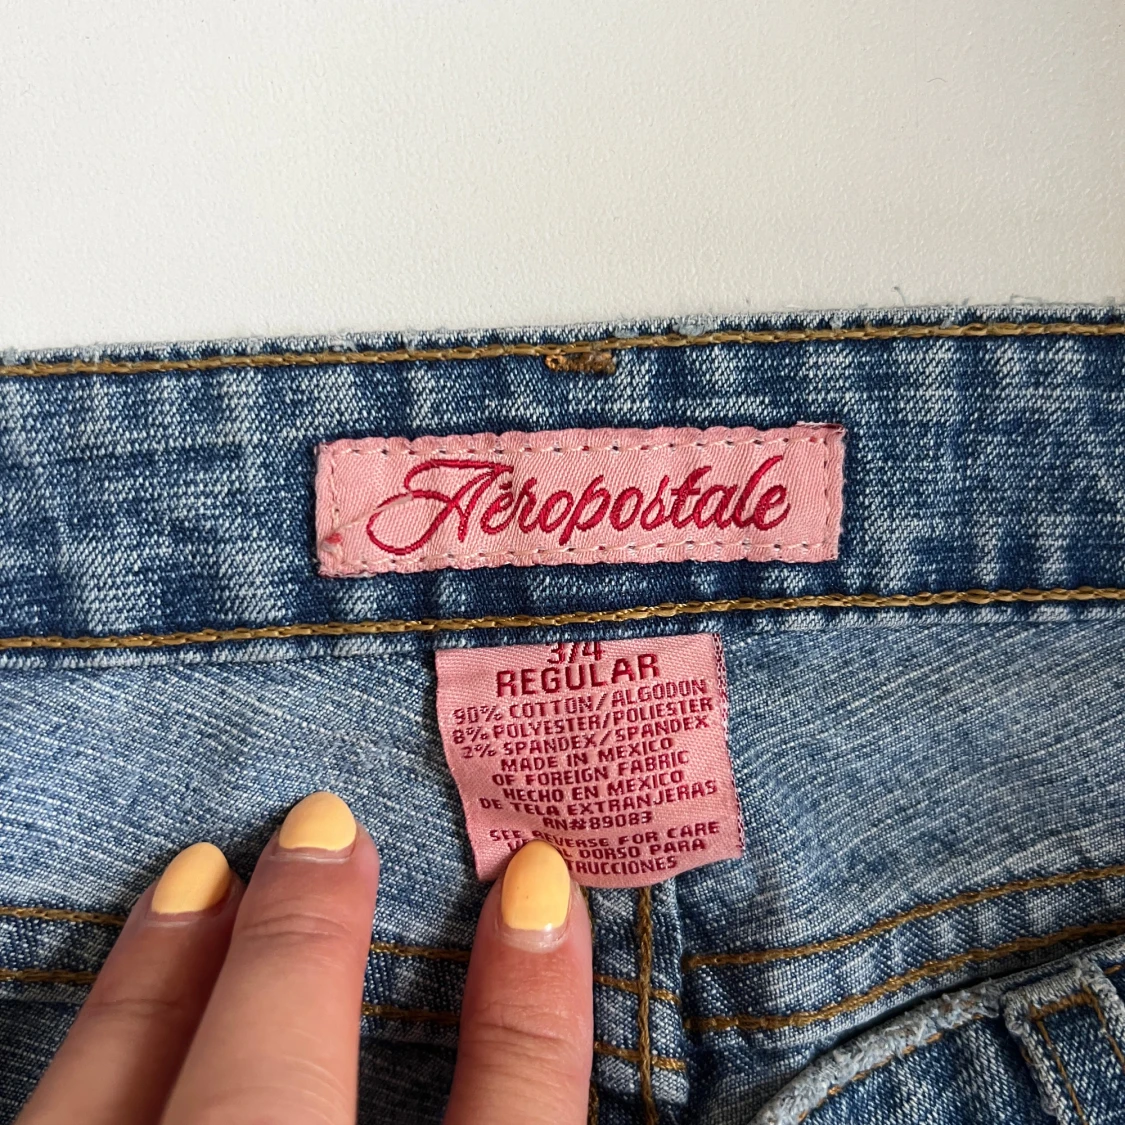 Aéropostale
3/4
REGULAR
90% COTTON/ALGODON
8% POLYESTER/POLIESTER
2% SPANDEX/SPANDEX
MADE IN MEXICO
OF FOREIGN FABRIC
HECHO EN MEXICO
DE TELA EXTRANJERAS
RN#89083
SEE REVERSE FOR CARE
DORSO PARA